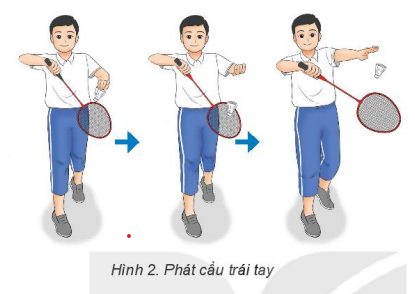 Hình 2. Phát cầu trái tay